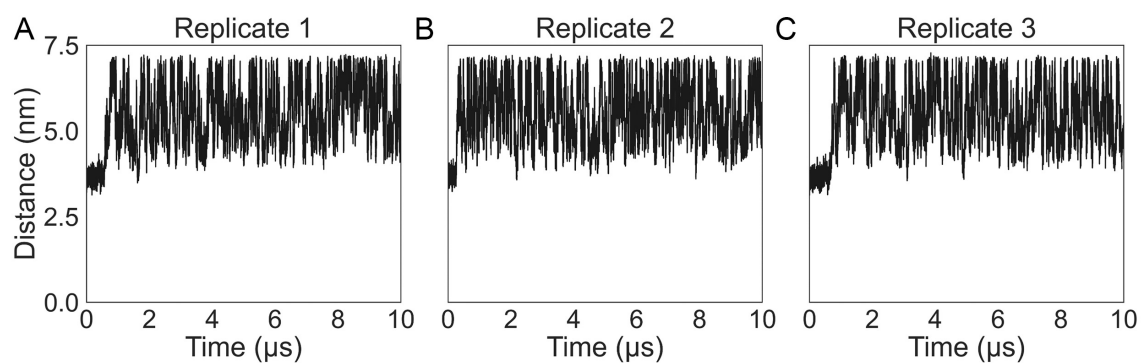 A Replicate 1 B Replicate 2 C Replicate 3
7.5
5.0
2.5
0.0
Distance (nm)
0 2 4 6 8 10 0 2 4 6 8 10 0 2 4 6 8 10
Time (μs) Time (μs) Time (μs)